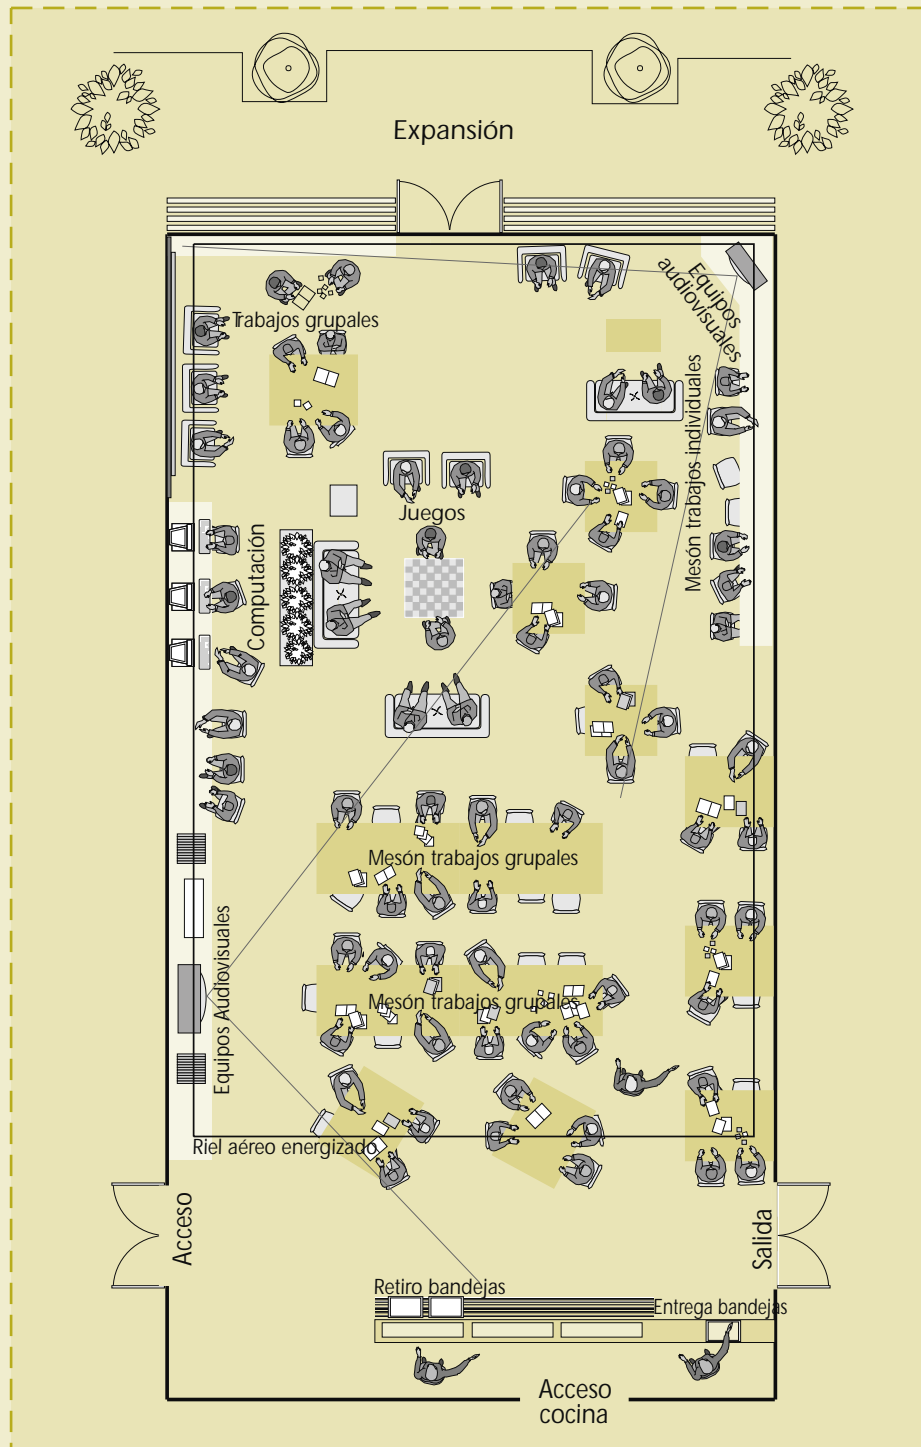 Expansión
Equipos
audiovisuales
Trabajos grupales
Mesón trabajos individuales
Juegos
Computación
Mesón trabajos grupales
Equipos Audiovisuales
Mesón trabajos grupales
Riel aéreo energizado
Acceso
Salida
Retiro bandejas
Entrega bandejas
Acceso
cocina